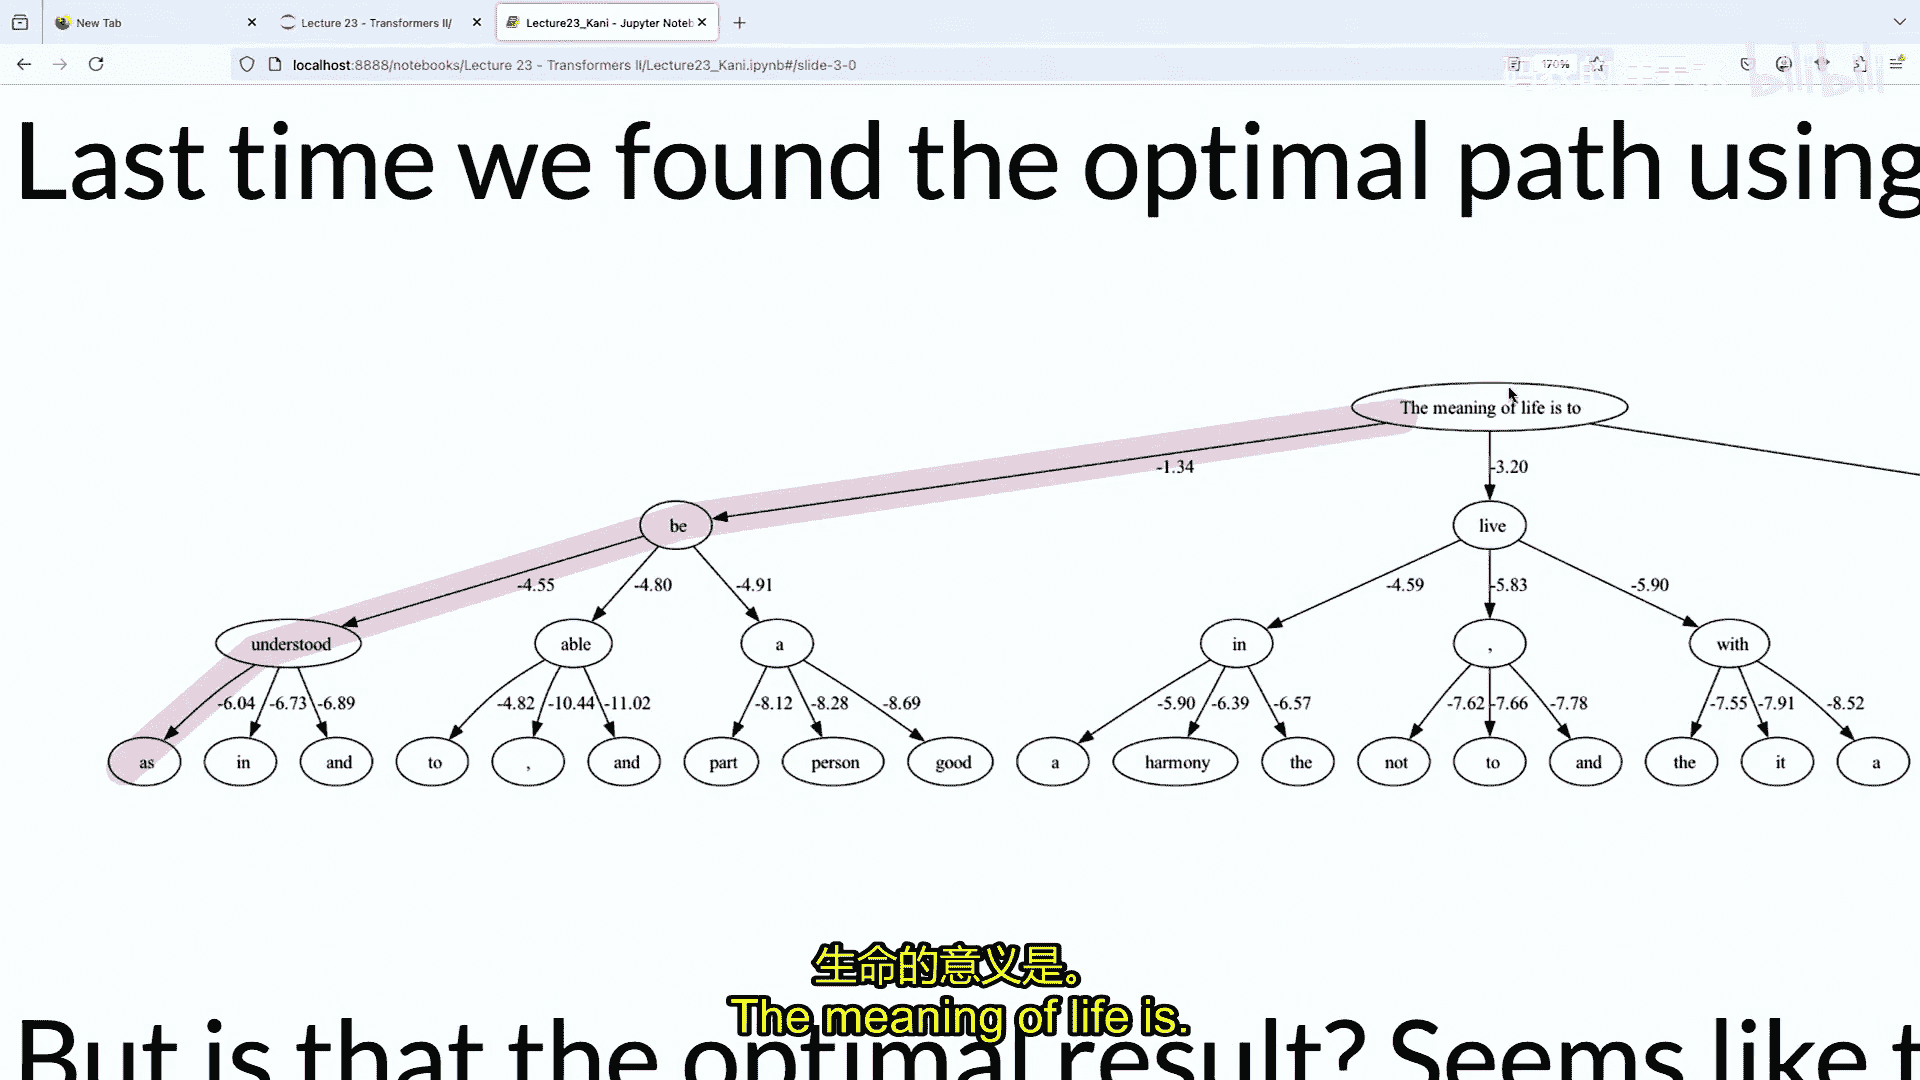 New Tab
Lecture 23 - Transformers II/
Lecture23_Kani - Jupyter Noteb
localhost:8888/notebooks/Lecture 23 - Transformers II/Lecture23_Kani.ipynb#/slide-3-0
170%
bilibili
Last time we found the optimal path using
The meaning of life is to
-1.34
-3.20
be
live
-4.55
-4.80
-4.91
-4.59
-5.83
-5.90
understood
able
a
in
,
with
-6.04
-6.73
-6.89
-4.82
-10.44
-11.02
-8.12
-8.28
-8.69
-5.90
-6.39
-6.57
-7.62
-7.66
-7.78
-7.55
-7.91
-8.52
as
in
and
to
,
and
part
person
good
a
harmony
the
not
to
and
the
it
a
生命的意义是。
The meaning of life is.
But is that the optimal result? Seems like t